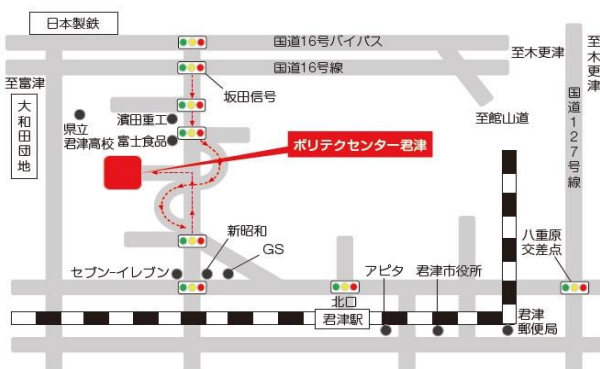 日本製鉄
国道16号バイパス
国道16号線
至木更津
至木更津
至富津
大和田団地
坂田信号
濱田重工
富士食品
県立
君津高校
至館山道
国道127号線
ポリテクセンター君津
新昭和
GS
セブン-イレブン
アピタ
君津市役所
八重原
交差点
北口
君津駅
君津
郵便局